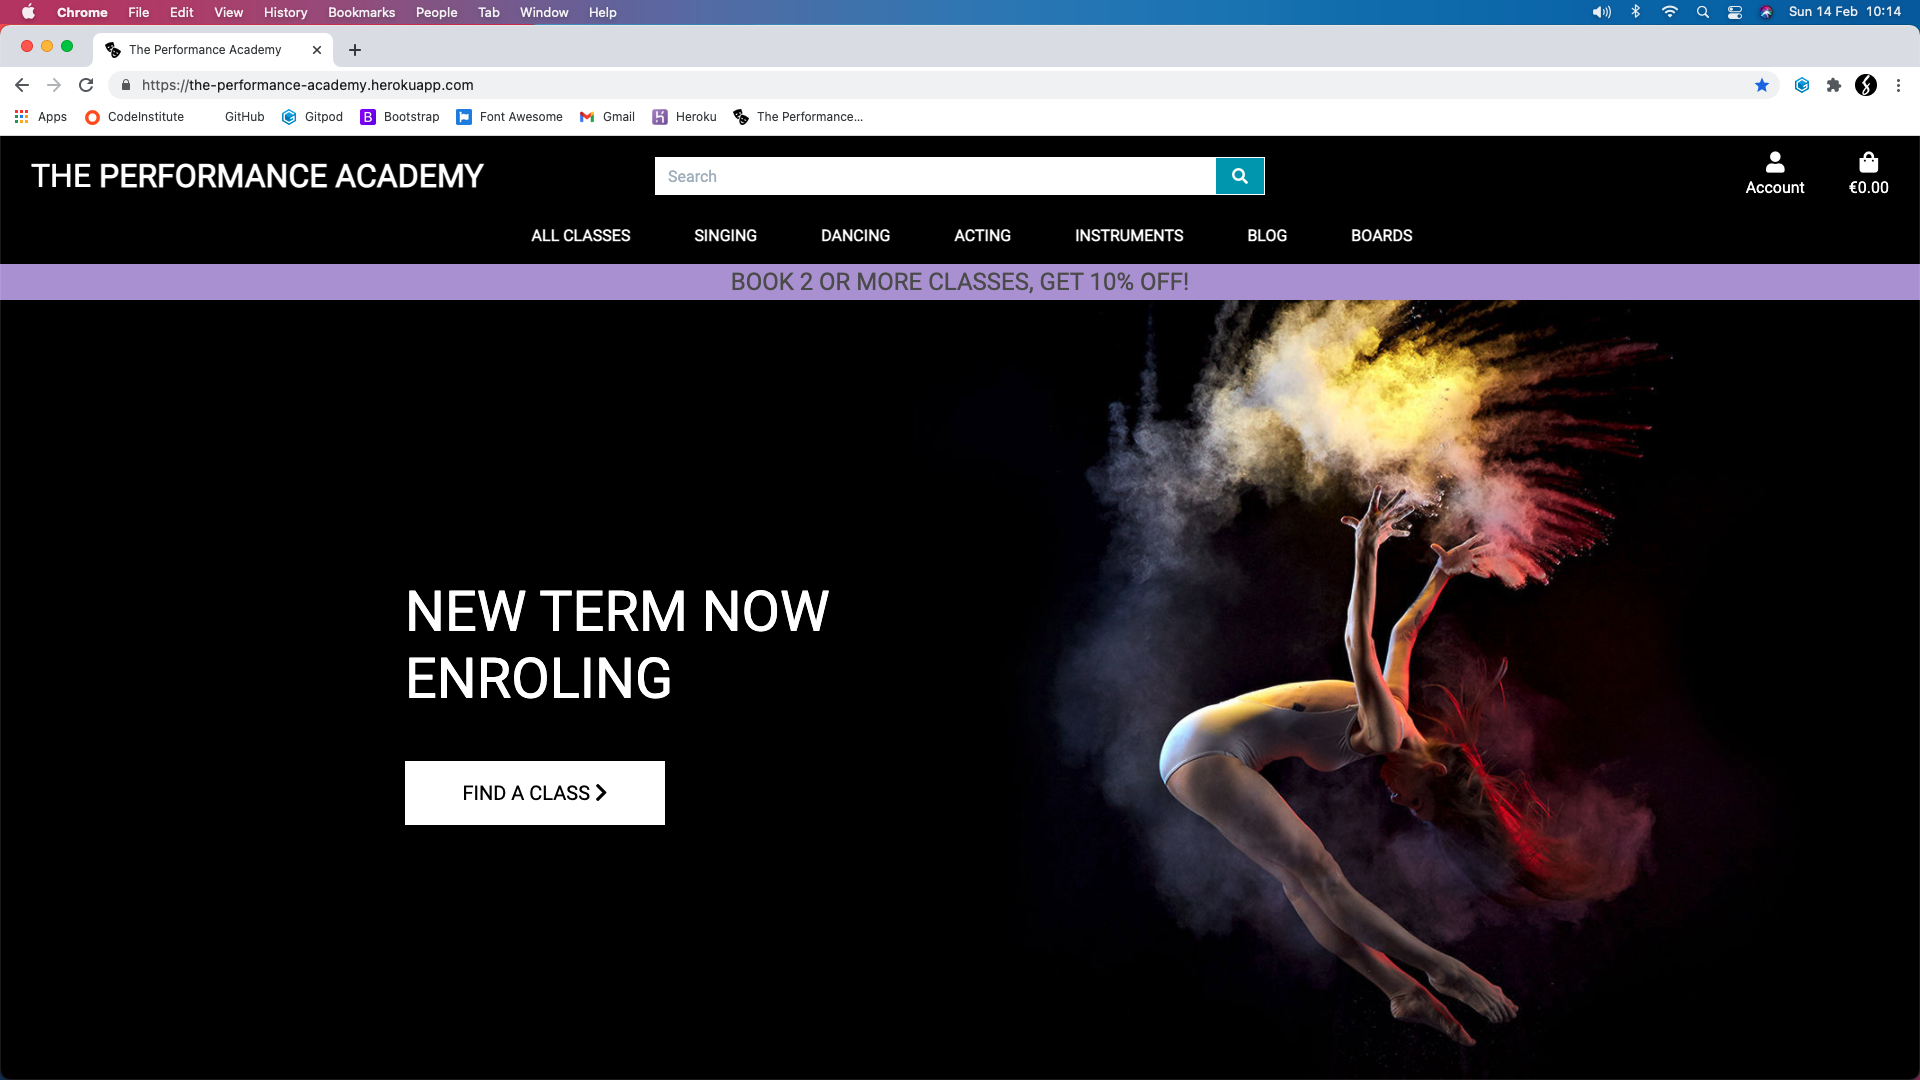 Chrome File Edit View History Bookmarks People Tab Window Help Sun 14 Feb 10:14
The Performance Academy
https://the-performance-academy.herokuapp.com
Apps CodeInstitute GitHub Gitpod B Bootstrap Font Awesome Gmail Heroku The Performance...
THE PERFORMANCE ACADEMY Search Account €0.00
ALL CLASSES SINGING DANCING ACTING INSTRUMENTS BLOG BOARDS
BOOK 2 OR MORE CLASSES, GET 10% OFF!
NEW TERM NOW
ENROLING
FIND A CLASS